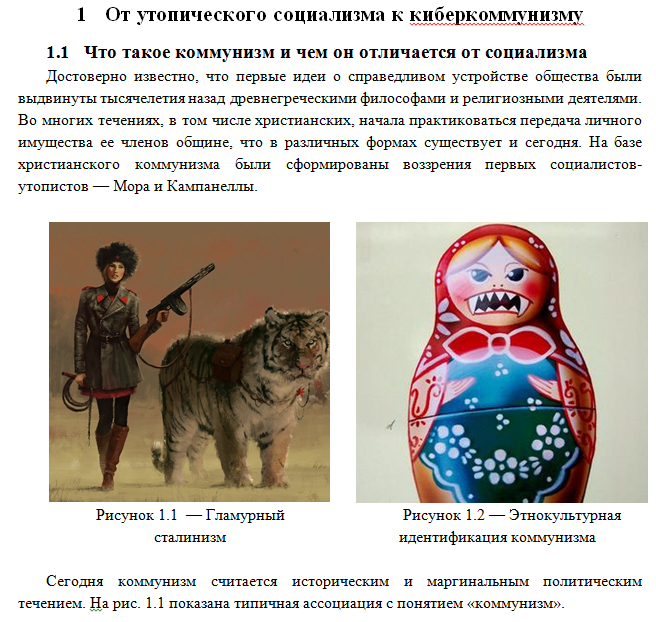 1 От утопического социализма к киберкоммунизму
1.1 Что такое коммунизм и чем он отличается от социализма
Достоверно известно, что первые идеи о справедливом устройстве общества были
выдвинуты тысячелетия назад древнегреческими философами и религиозными деятелями.
Во многих течениях, в том числе христианских, начала практиковаться передача личного
имущества ее членов общине, что в различных формах существует и сегодня. На базе
христианского коммунизма были сформированы воззрения первых социалистов-
утопистов — Мора и Кампанеллы.
Рисунок 1.1 — Гламурный
сталинизм
Рисунок 1.2 — Этнокультурная
идентификация коммунизма
Сегодня коммунизм считается историческим и маргинальным политическим
течением. На рис. 1.1 показана типичная ассоциация с понятием «коммунизм».